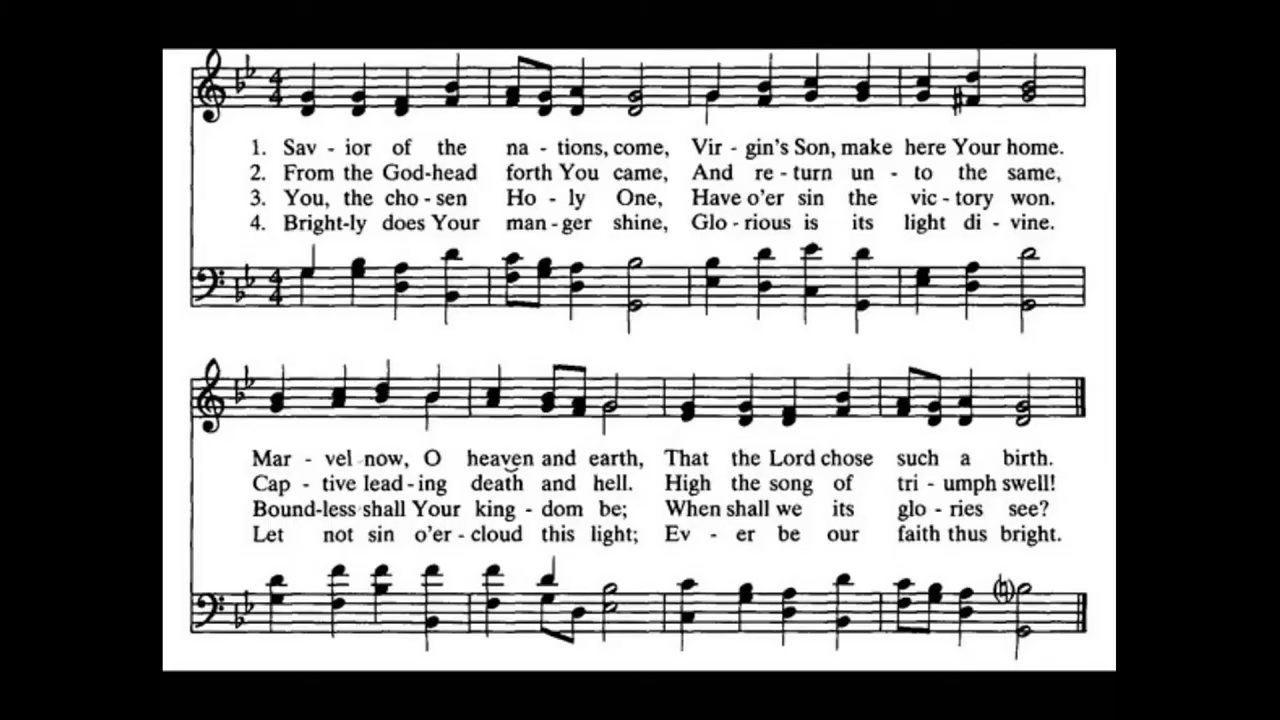 1. Sav - ior of the na - tions, come, Vir - gin's Son, make here Your home.
2. From the God-head forth You came, And re - turn un - to the same,
3. You, the cho - sen Ho - ly One, Have o'er sin the vic - tory won.
4. Bright-ly does Your man - ger shine, Glo - rious is its light di - vine.
Mar - vel now, O heaven and earth, That the Lord chose such a birth.
Cap - tive lead - ing death and hell. High the song of tri - umph swell!
Bound-less shall Your king - dom be; When shall we its glo - ries see?
Let not sin o'er - cloud this light; Ev - er be our faith thus bright.